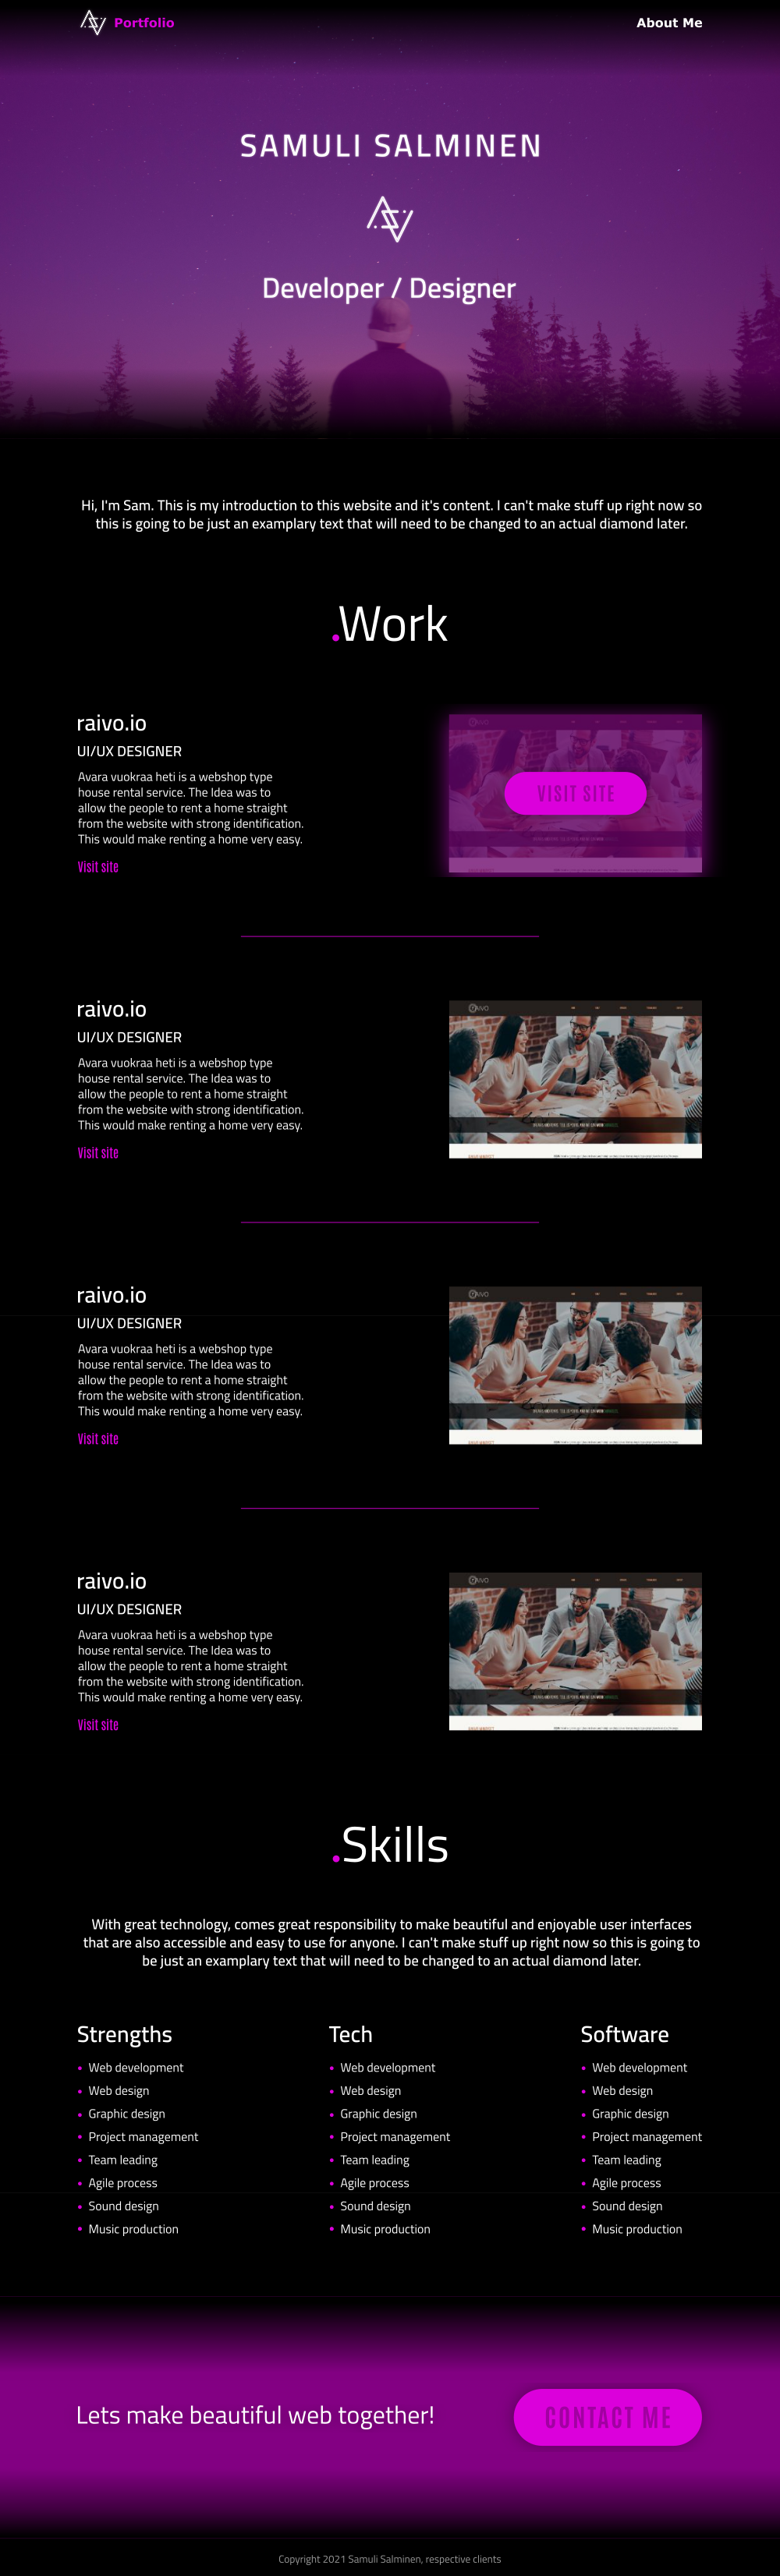 Portfolio
About Me
SAMULI SALMINEN
Developer / Designer
Hi, I'm Sam. This is my introduction to this website and it's content. I can't make stuff up right now so
this is going to be just an examplary text that will need to be changed to an actual diamond later.
.Work
raivo.io
UI/UX DESIGNER
Avara vuokraa heti is a webshop type
house rental service. The Idea was to
allow the people to rent a home straight
from the website with strong identification.
This would make renting a home very easy.
Visit site
VISIT SITE
raivo.io
UI/UX DESIGNER
Avara vuokraa heti is a webshop type
house rental service. The Idea was to
allow the people to rent a home straight
from the website with strong identification.
This would make renting a home very easy.
Visit site
raivo.io
UI/UX DESIGNER
Avara vuokraa heti is a webshop type
house rental service. The Idea was to
allow the people to rent a home straight
from the website with strong identification.
This would make renting a home very easy.
Visit site
raivo.io
UI/UX DESIGNER
Avara vuokraa heti is a webshop type
house rental service. The Idea was to
allow the people to rent a home straight
from the website with strong identification.
This would make renting a home very easy.
Visit site
.Skills
With great technology, comes great responsibility to make beautiful and enjoyable user interfaces
that are also accessible and easy to use for anyone. I can't make stuff up right now so this is going to
be just an examplary text that will need to be changed to an actual diamond later.
Strengths
Web development
Web design
Graphic design
Project management
Team leading
Agile process
Sound design
Music production
Tech
Web development
Web design
Graphic design
Project management
Team leading
Agile process
Sound design
Music production
Software
Web development
Web design
Graphic design
Project management
Team leading
Agile process
Sound design
Music production
Lets make beautiful web together!
CONTACT ME
Copyright 2021 Samuli Salminen, respective clients